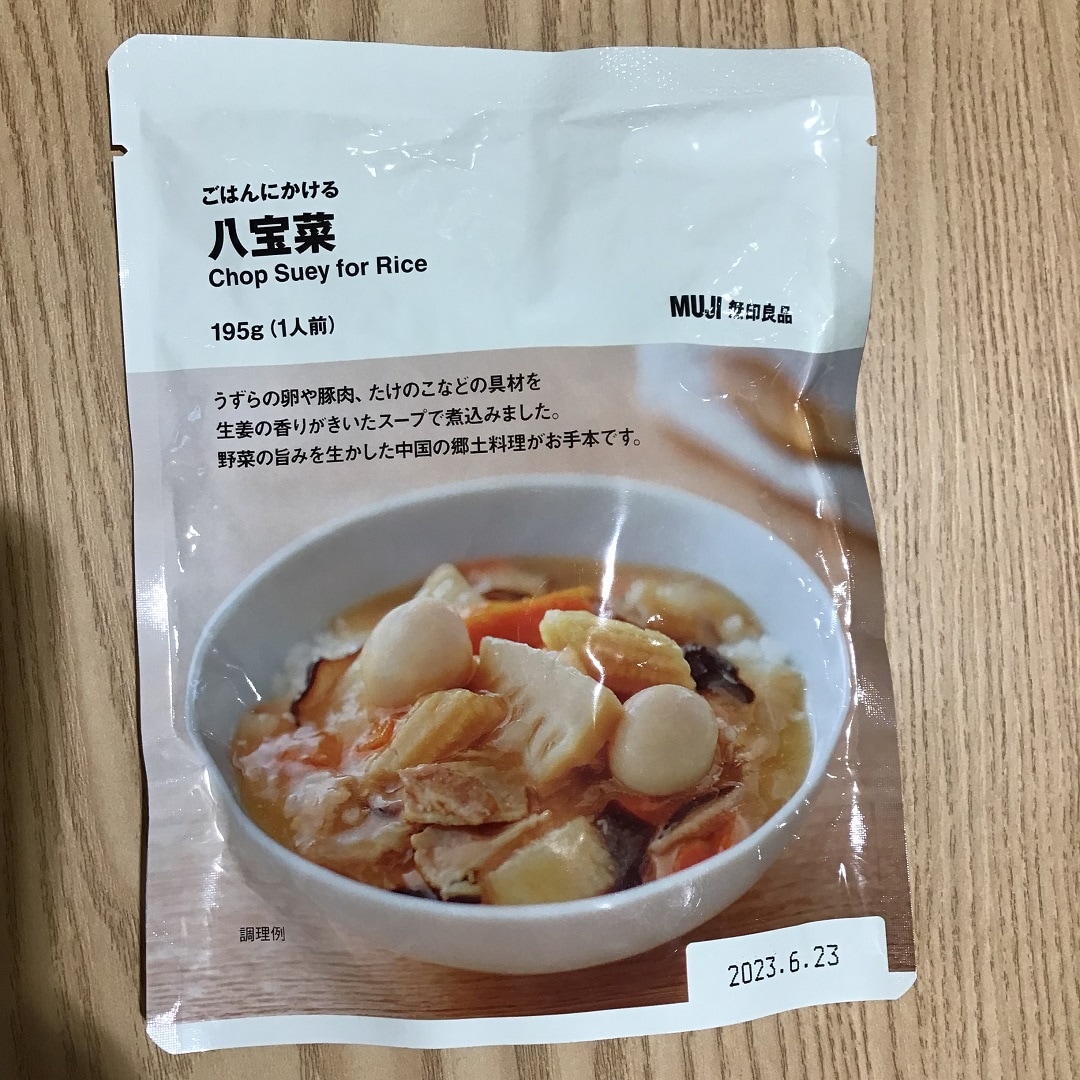 ごはんにかける
八宝菜
Chop Suey for Rice
195g（1人前）
MUJI 無印良品
うずらの卵や豚肉、たけのこなどの具材を
生姜の香りがきいたスープで煮込みました。
野菜の旨みを生かした中国の郷土料理がお手本です。
調理例
2023.6.23